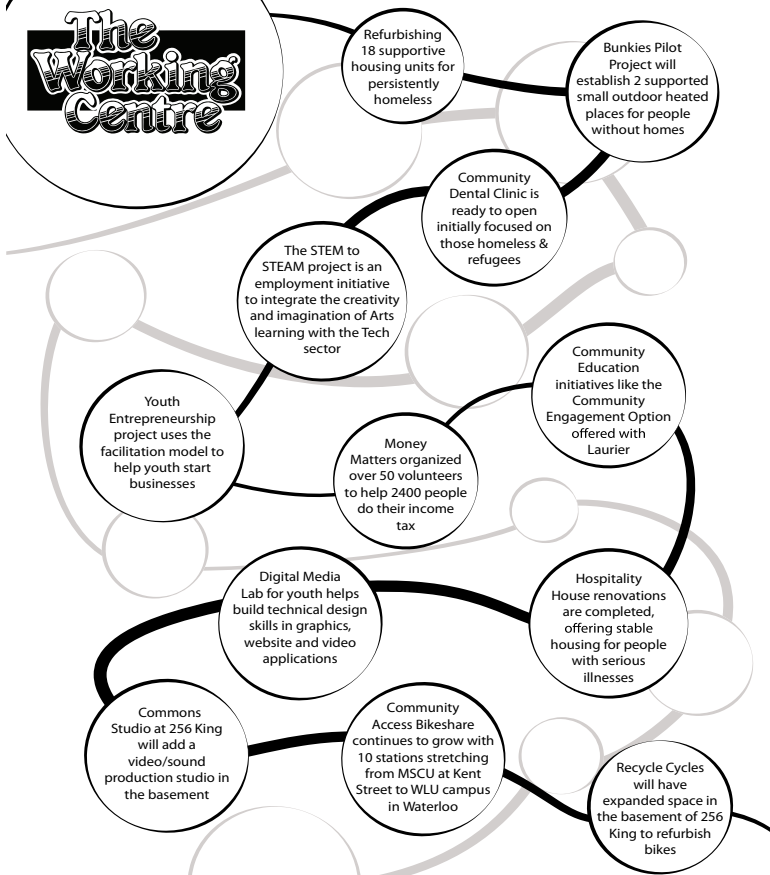 The
Working
Centre
Refurbishing
18 supportive
housing units for
persistently
homeless
Bunkies Pilot
Project will
establish 2 supported
small outdoor heated
places for people
without homes
Community
Dental Clinic is
ready to open
initially focused on
those homeless &
refugees
The STEM to
STEAM project is an
employment initiative
to integrate the creativity
and imagination of Arts
learning with the Tech
sector
Youth
Entrepreneurship
project uses the
facilitation model to
help youth start
businesses
Money
Matters organized
over 50 volunteers
to help 2400 people
do their income
tax
Community
Education
initiatives like the
Community
Engagement Option
offered with
Laurier
Hospitality
House renovations
are completed,
offering stable
housing for people
with serious
illnesses
Digital Media
Lab for youth helps
build technical design
skills in graphics,
website and video
applications
Commons
Studio at 256 King
will add a
video/sound
production studio in
the basement
Community
Access Bikeshare
continues to grow with
10 stations stretching
from MSCU at Kent
Street to WLU campus
in Waterloo
Recycle Cycles
will have
expanded space in
the basement of 256
King to refurbish
bikes